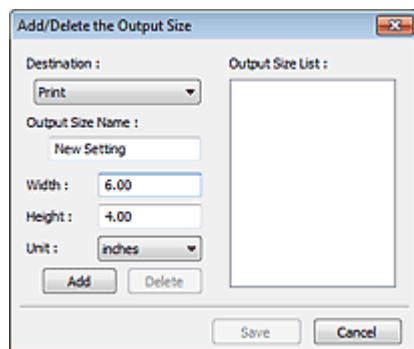 Add/Delete the Output Size
Destination :
Print
Output Size Name :
New Setting
Width : 6.00
Height : 4.00
Unit : inches
Add Delete
Output Size List :
Save Cancel